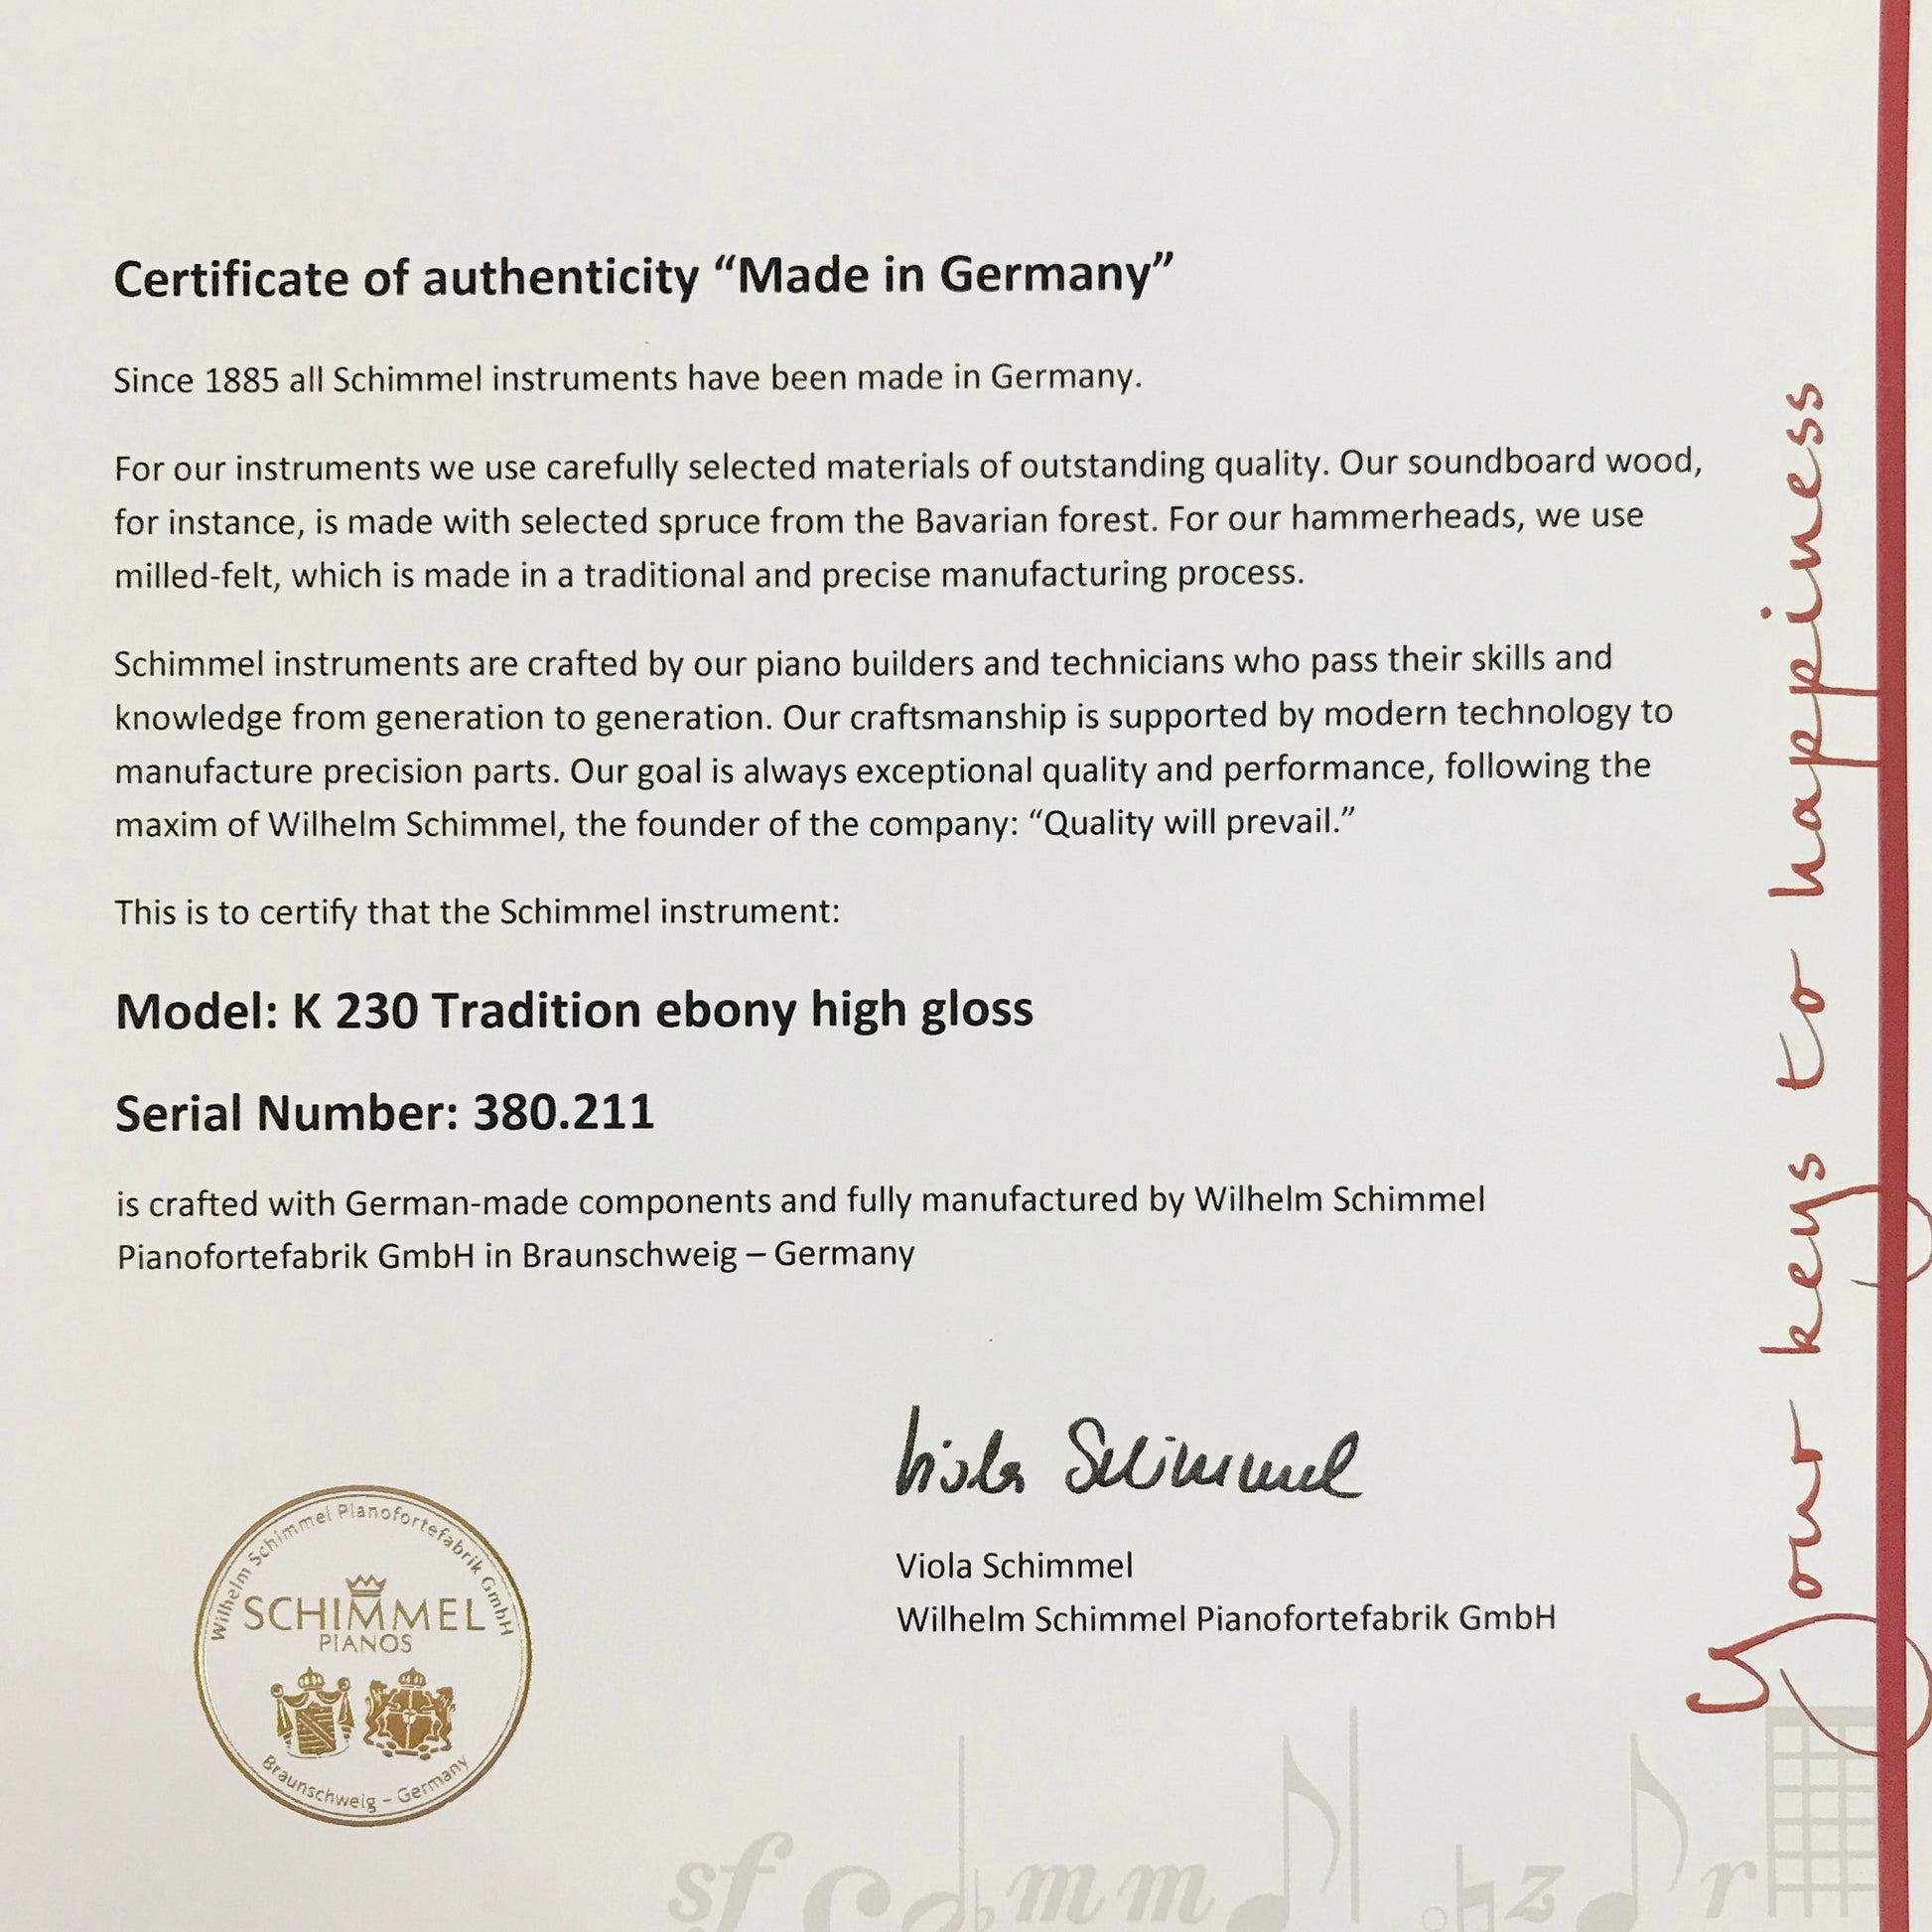 Certificate of authenticity “Made in Germany”
Since 1885 all Schimmel instruments have been made in Germany.
For our instruments we use carefully selected materials of outstanding quality. Our soundboard wood,
for instance, is made with selected spruce from the Bavarian forest. For our hammerheads, we use
milled-felt, which is made in a traditional and precise manufacturing process.
Schimmel instruments are crafted by our piano builders and technicians who pass their skills and
knowledge from generation to generation. Our craftsmanship is supported by modern technology to
manufacture precision parts. Our goal is always exceptional quality and performance, following the
maxim of Wilhelm Schimmel, the founder of the company: “Quality will prevail.”
This is to certify that the Schimmel instrument:
Model: K 230 Tradition ebony high gloss
Serial Number: 380.211
is crafted with German-made components and fully manufactured by Wilhelm Schimmel
Pianofortefabrik GmbH in Braunschweig – Germany
Viola Schimmel
Viola Schimmel
Wilhelm Schimmel Pianofortefabrik GmbH
Wilhelm Schimmel Pianofortefabrik GmbH
SCHIMMEL
PIANOS
Braunschweig – Germany
Your keys to happiness
sf mm z r